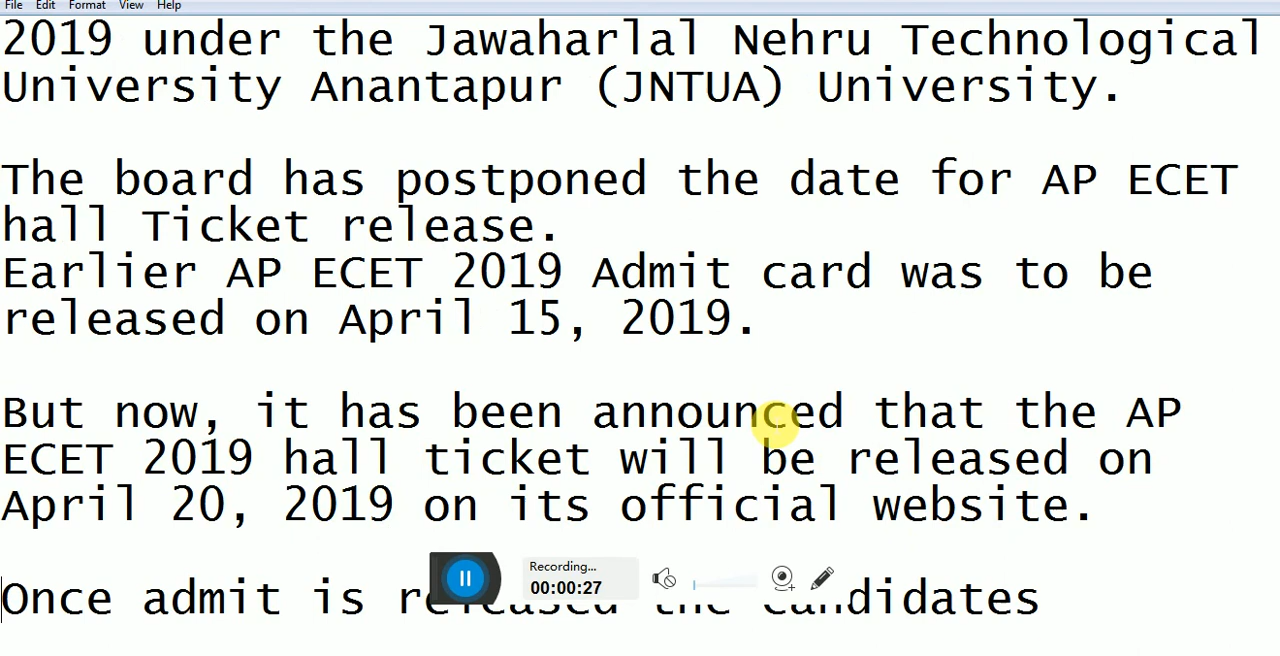 File Edit Format View Help
2019 under the Jawaharlal Nehru Technological
University Anantapur (JNTUA) University.
The board has postponed the date for AP ECET
hall Ticket release.
Earlier AP ECET 2019 Admit card was to be
released on April 15, 2019.
But now, it has been announced that the AP
ECET 2019 hall ticket will be released on
April 20, 2019 on its official website.
Recording...
00:00:27
Once admit is released the candidates